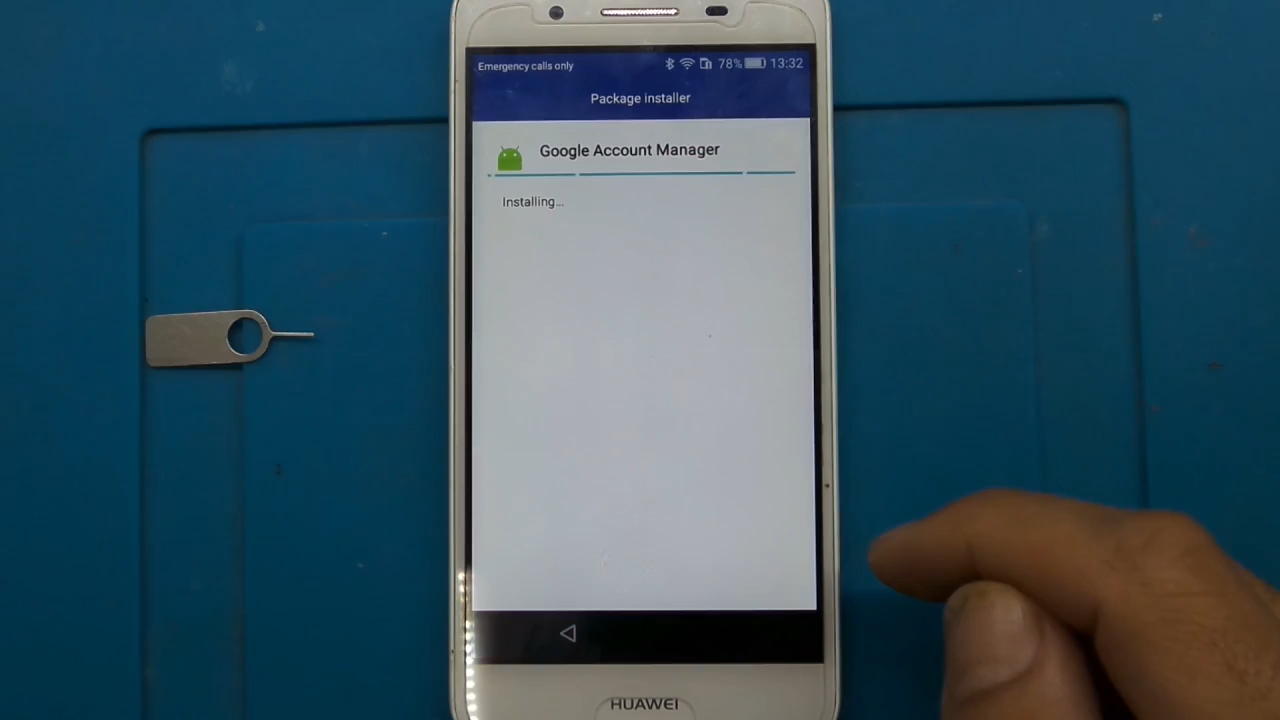 Emergency calls only 78% 13:32
Package installer
Google Account Manager
Installing...
HUAWEI